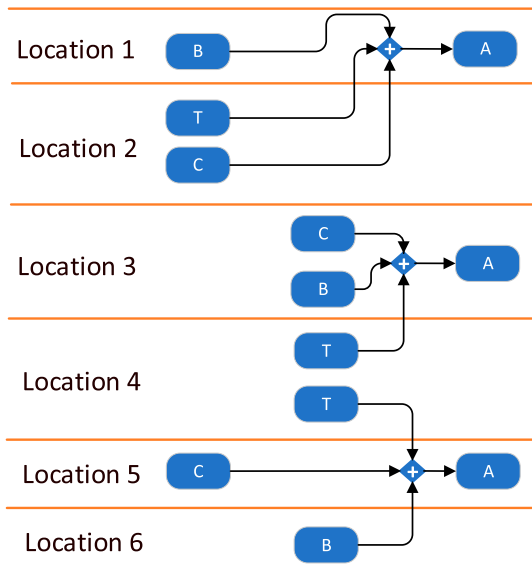 Location 1
B
+
A
T
Location 2
C
C
Location 3
+
A
B
T
Location 4
T
Location 5
C
+
A
Location 6
B